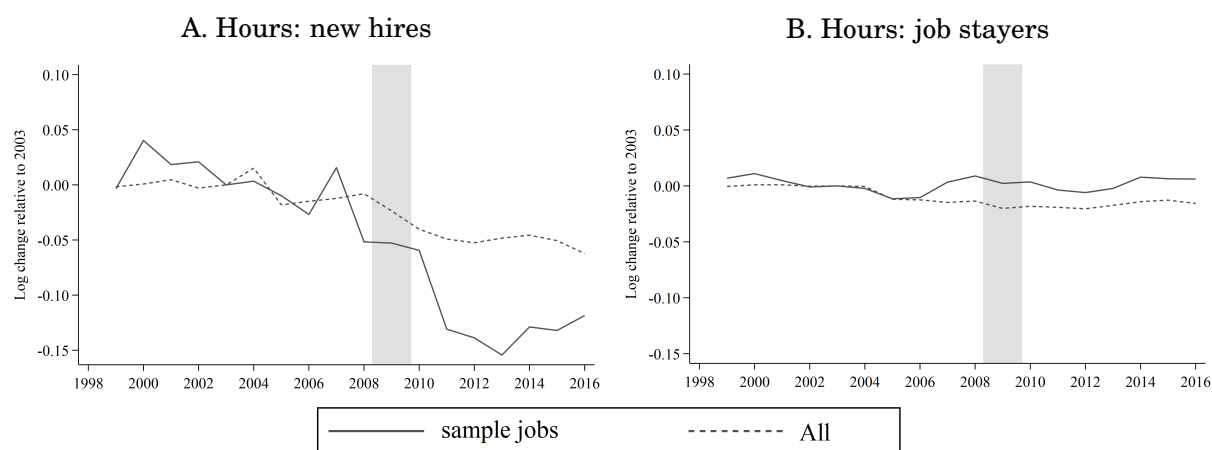 A. Hours: new hires
Log change relative to 2003
0.10
0.05
0.00
-0.05
-0.10
-0.15
1998 2000 2002 2004 2006 2008 2010 2012 2014 2016
B. Hours: job stayers
Log change relative to 2003
0.10
0.05
0.00
-0.05
-0.10
-0.15
1998 2000 2002 2004 2006 2008 2010 2012 2014 2016
sample jobs All